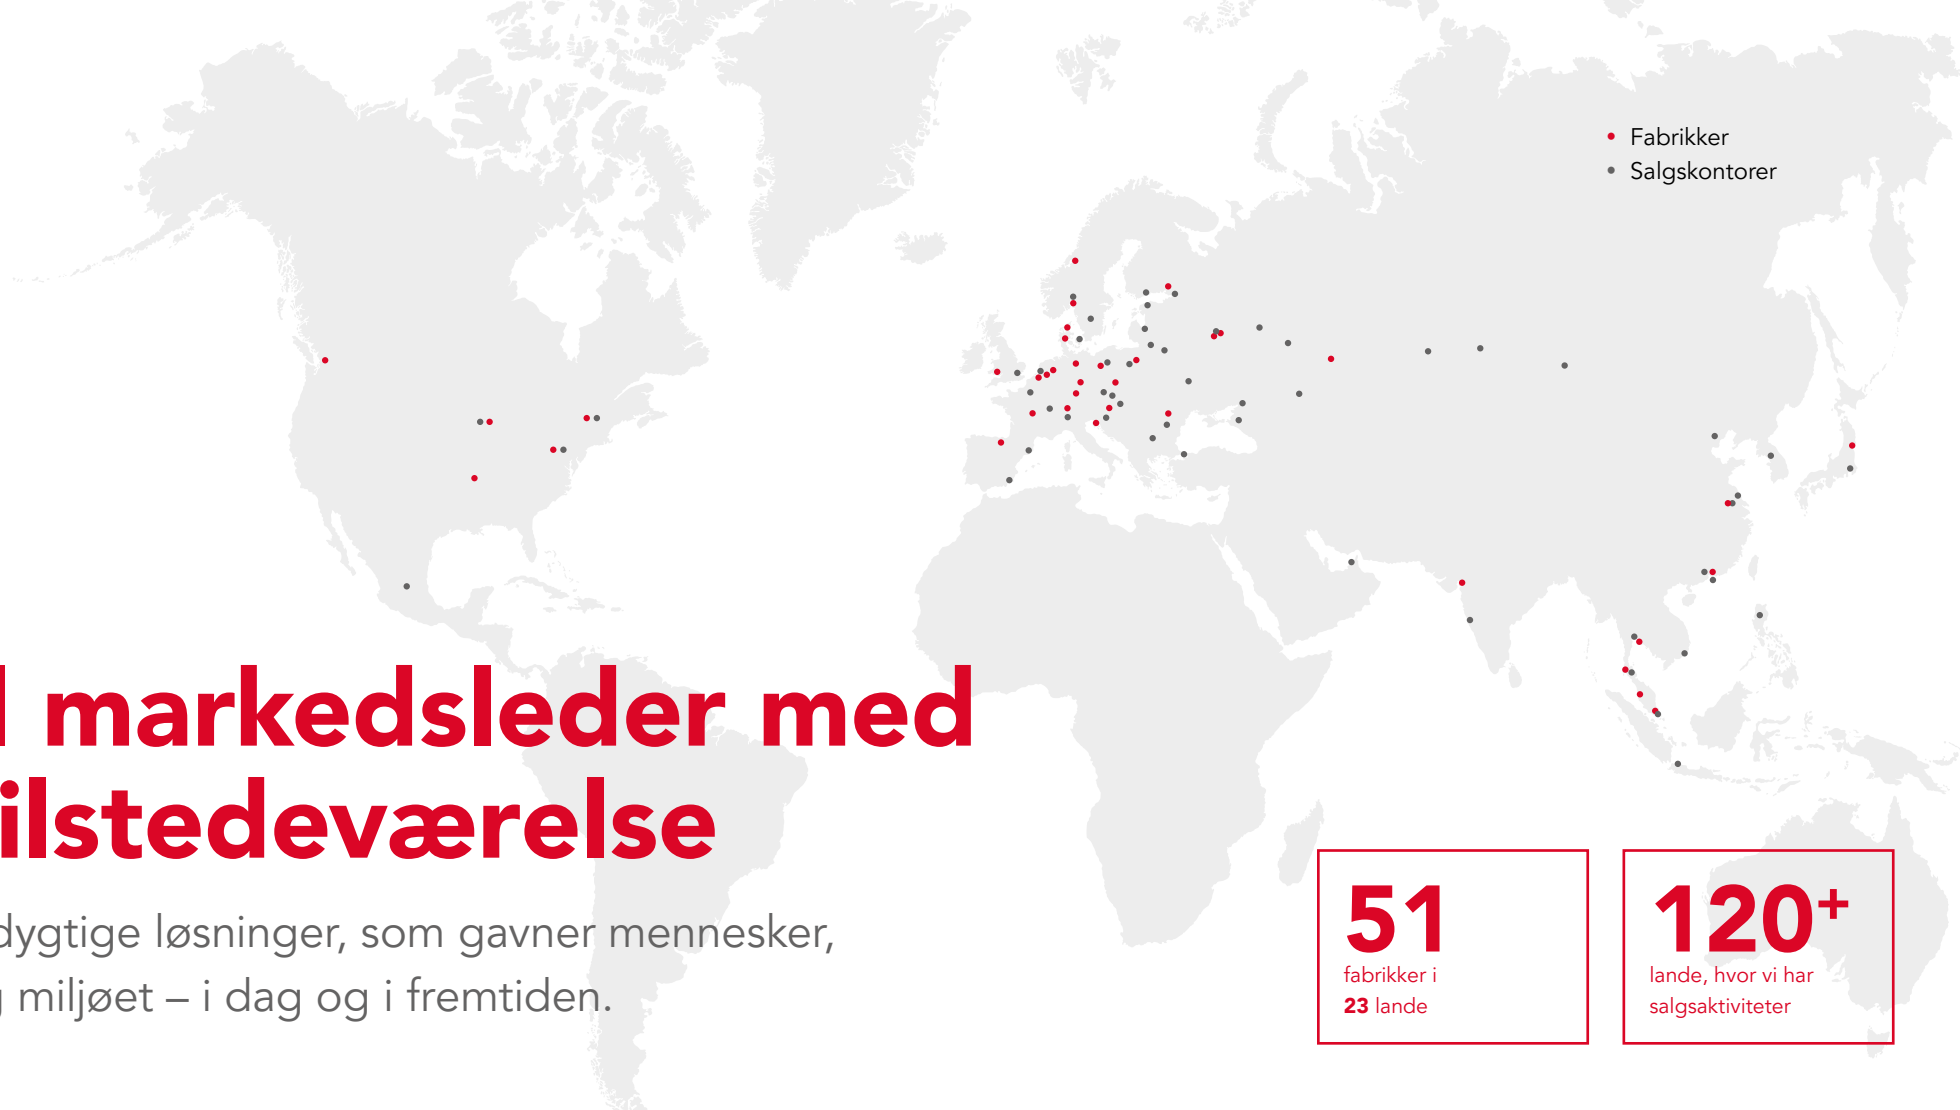 Fabrikker
Salgskontorer
markedsleder med
ilstedeværelse
dygtige løsninger, som gavner mennesker,
miljøet – i dag og i fremtiden.
51
fabrikker i
23 lande
120+
lande, hvor vi har
salgsaktiviteter